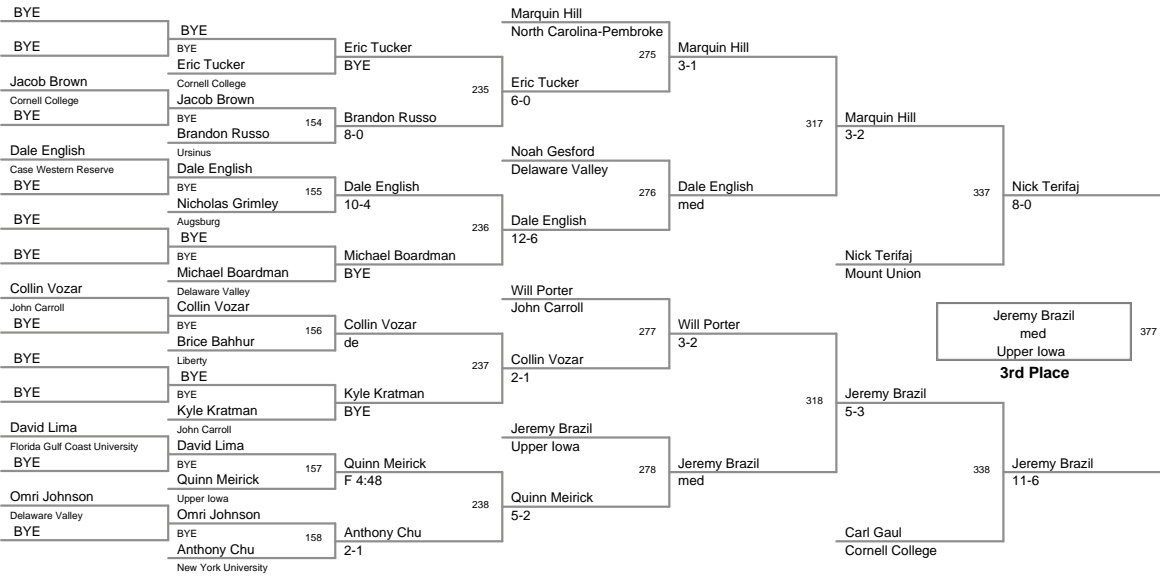 BYE
BYE
Jacob Brown
Cornell College
BYE
Dale English
Case Western Reserve
BYE
BYE
BYE
Collin Vozar
John Carroll
BYE
BYE
BYE
David Lima
Florida Gulf Coast University
BYE
Omri Johnson
Delaware Valley
BYE
BYE
BYE
Eric Tucker
Cornell College
Jacob Brown
BYE
154
Brandon Russo
Ursinus
Dale English
BYE
155
Nicholas Grimley
Augsburg
BYE
BYE
Michael Boardman
Delaware Valley
Collin Vozar
BYE
156
Brice Bahhur
Liberty
BYE
BYE
Kyle Kratman
John Carroll
David Lima
BYE
157
Quinn Meirick
Upper Iowa
Omri Johnson
BYE
158
Anthony Chu
New York University
Eric Tucker
BYE
235
Brandon Russo
8-0
Dale English
10-4
236
Michael Boardman
BYE
Collin Vozar
de
237
Kyle Kratman
BYE
Quinn Meirick
F 4:48
238
Anthony Chu
2-1
Marquin Hill
North Carolina-Pembroke
275
Eric Tucker
6-0
Noah Gesford
Delaware Valley
276
Dale English
12-6
Will Porter
John Carroll
277
Collin Vozar
2-1
Jeremy Brazil
Upper Iowa
278
Quinn Meirick
5-2
Marquin Hill
3-1
317
Dale English
med
Will Porter
3-2
318
Jeremy Brazil
med
Marquin Hill
3-2
337
Nick Terifaj
Mount Union
Jeremy Brazil
5-3
338
Carl Gaul
Cornell College
Nick Terifaj
8-0
Jeremy Brazil
med
377
Upper Iowa
3rd Place
Jeremy Brazil
11-6